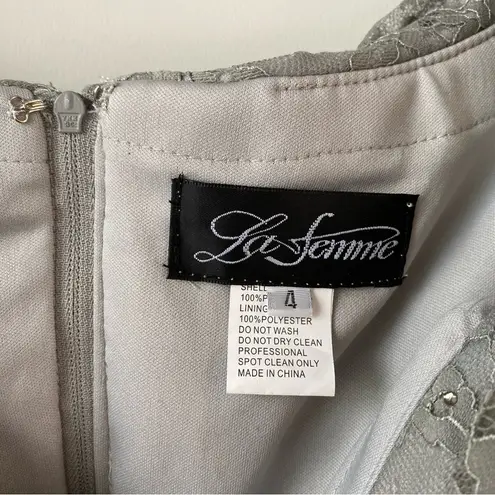 La femme
4
SHELL
100%P
LINING
100%POLYESTER
DO NOT WASH
DO NOT DRY CLEAN
PROFESSIONAL
SPOT CLEAN ONLY
MADE IN CHINA